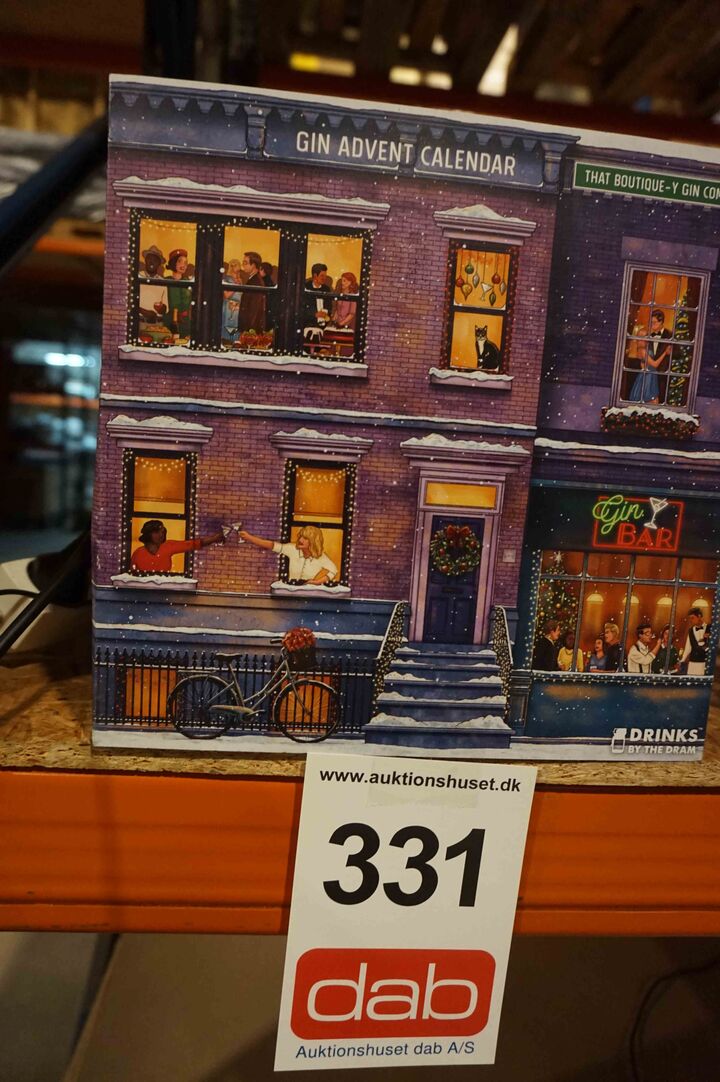 GIN ADVENT CALENDAR
THAT BOUTIQUE-Y GIN
Gin
BAR
DRINKS
BY THE DRAM
www.auktionshuset.dk
331
dab
Auktionshuset dab A/S